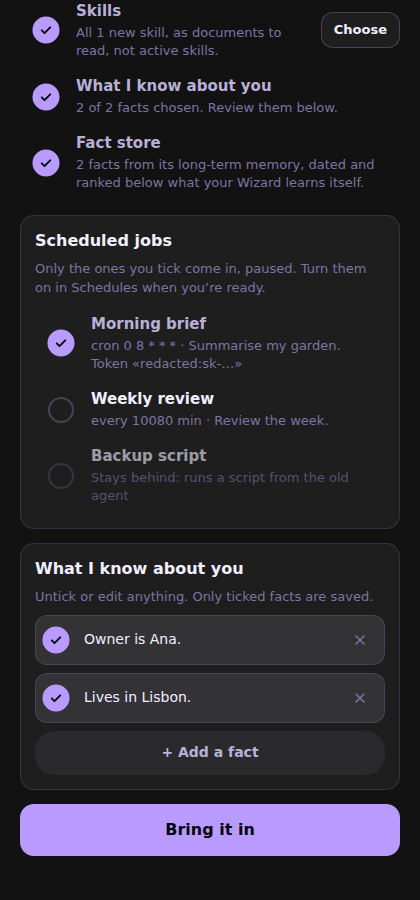 Skills
All 1 new skill, as documents to
read, not active skills.
Choose
What I know about you
2 of 2 facts chosen. Review them below.
Fact store
2 facts from its long-term memory, dated and
ranked below what your Wizard learns itself.
Scheduled jobs
Only the ones you tick come in, paused. Turn them
on in Schedules when you’re ready.
Morning brief
cron 0 8 * * * · Summarise my garden.
Token «redacted:sk-…»
Weekly review
every 10080 min · Review the week.
Backup script
Stays behind: runs a script from the old
agent
What I know about you
Untick or edit anything. Only ticked facts are saved.
Owner is Ana.
Lives in Lisbon.
+ Add a fact
Bring it in